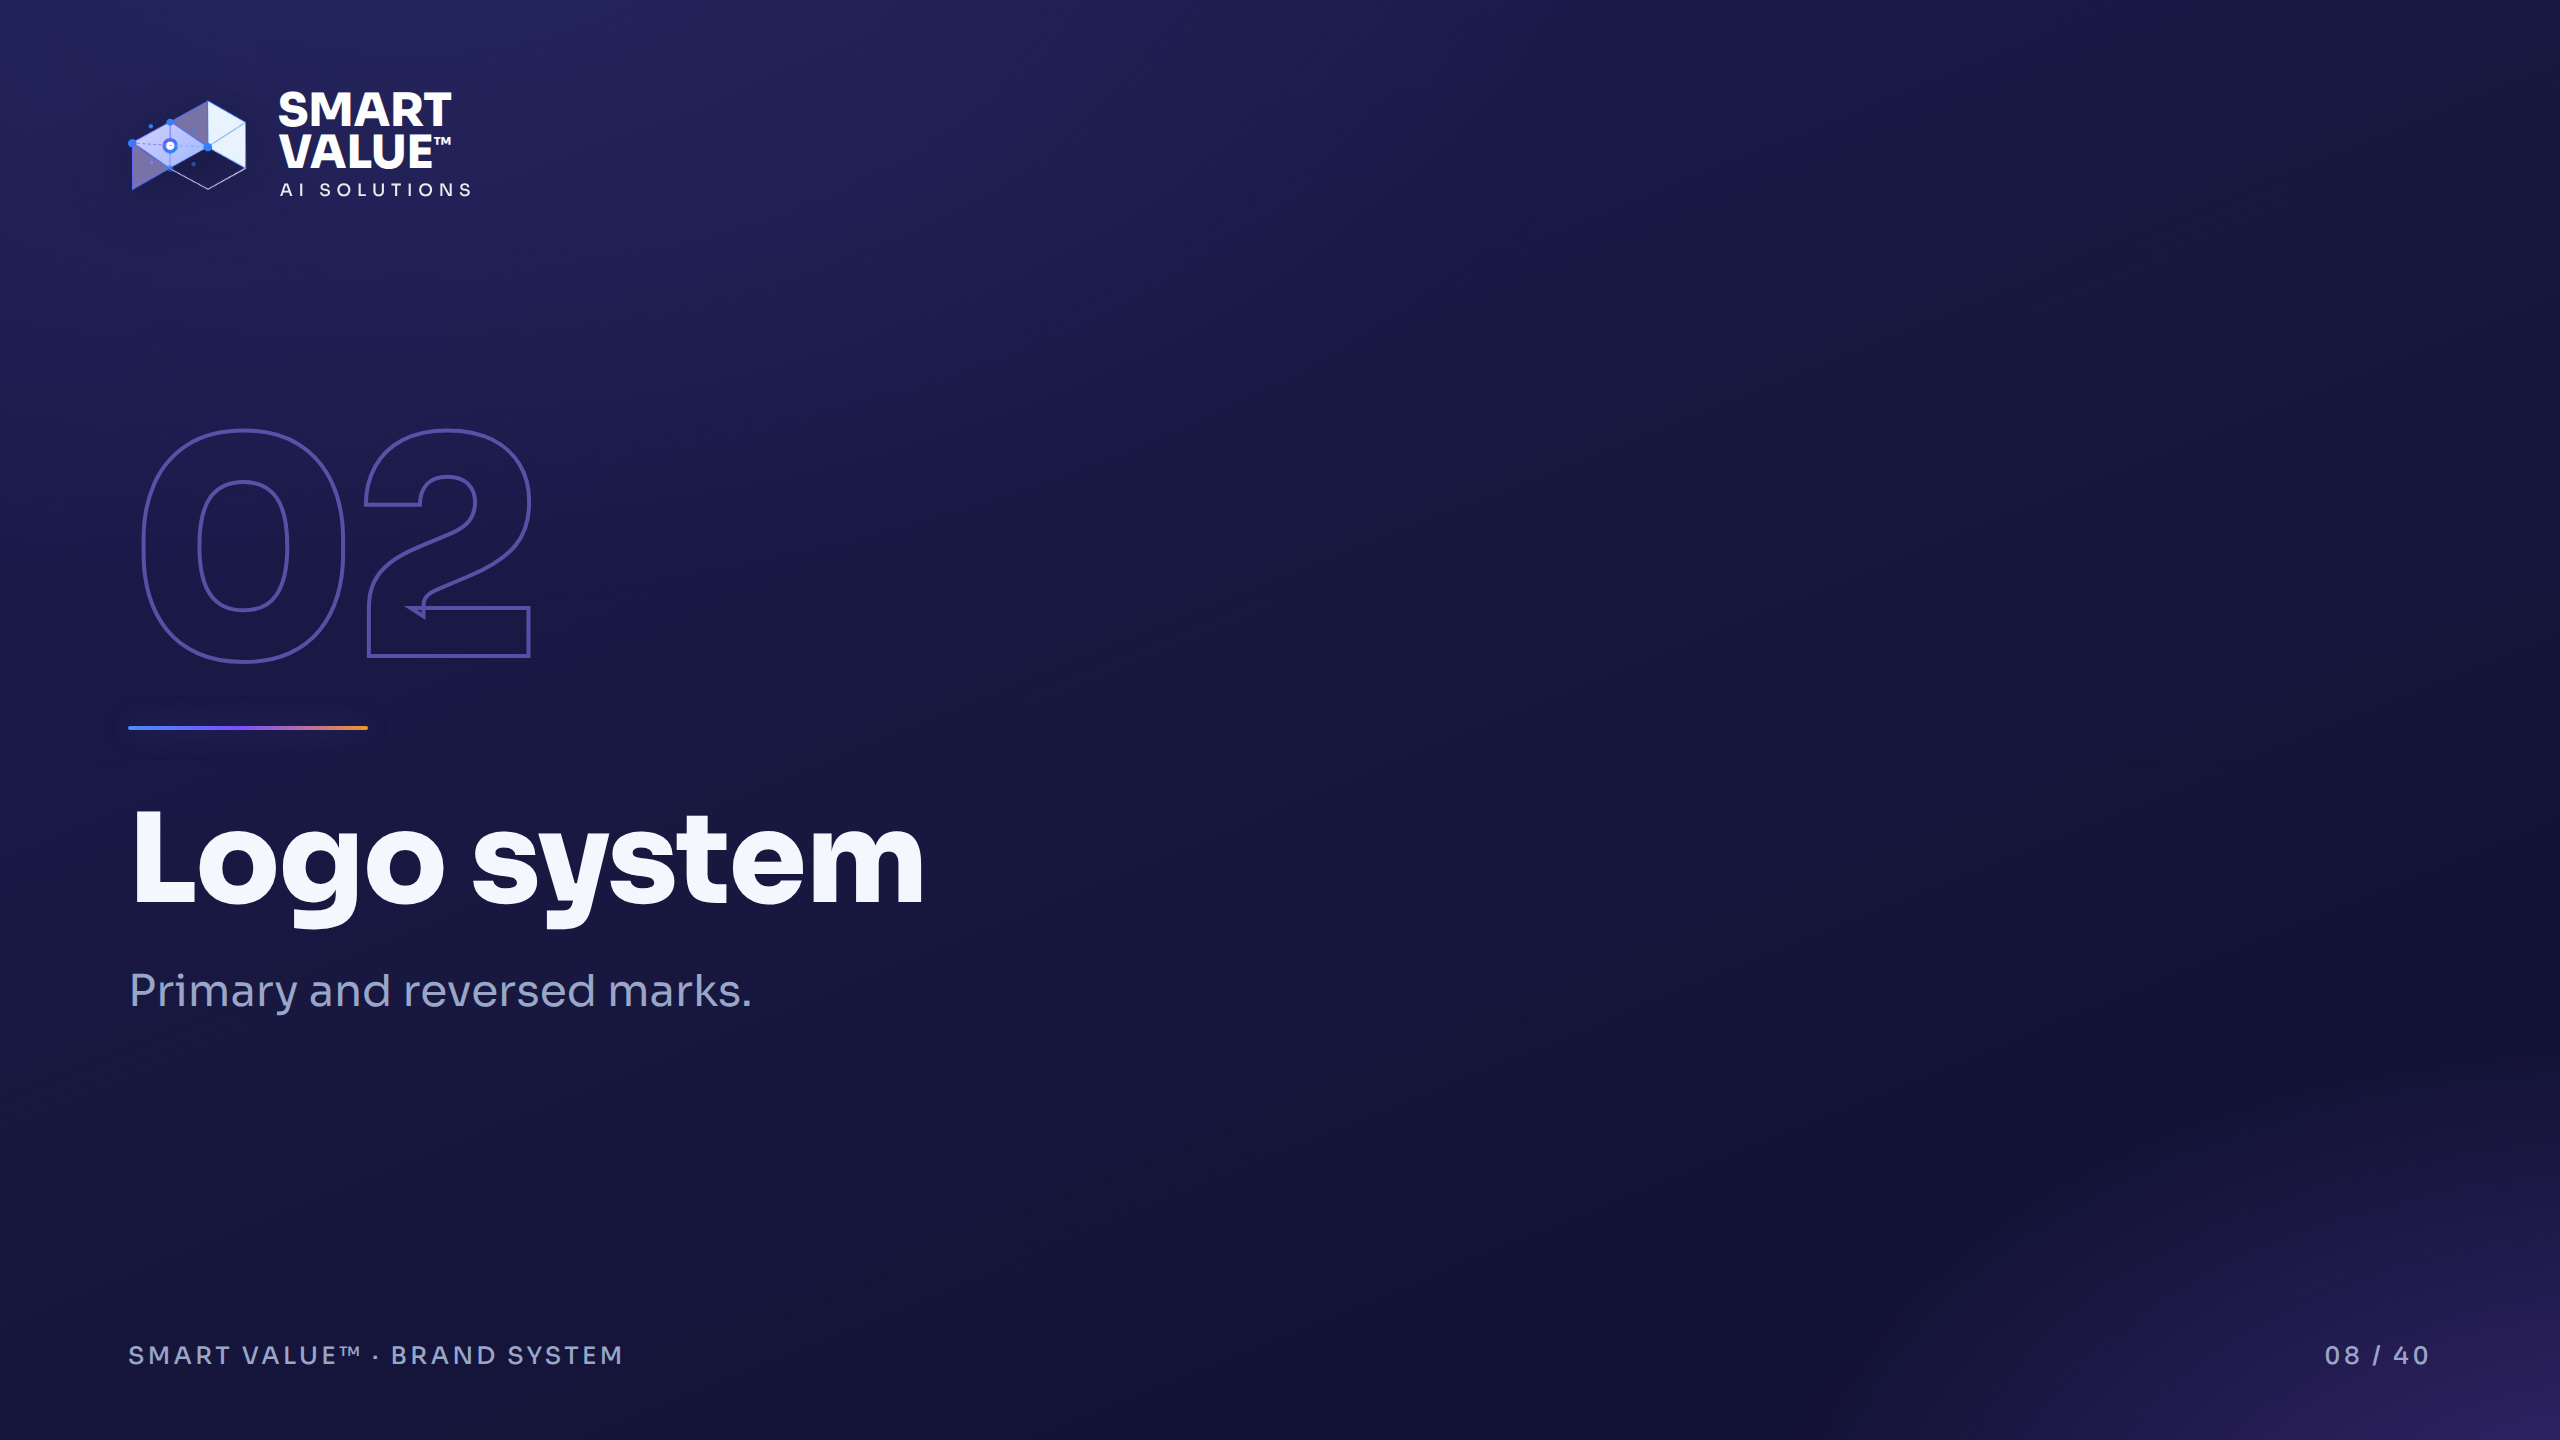 SMART
VALUE™
AI SOLUTIONS
02
Logo system
Primary and reversed marks.
SMART VALUE™ · BRAND SYSTEM
08 / 40